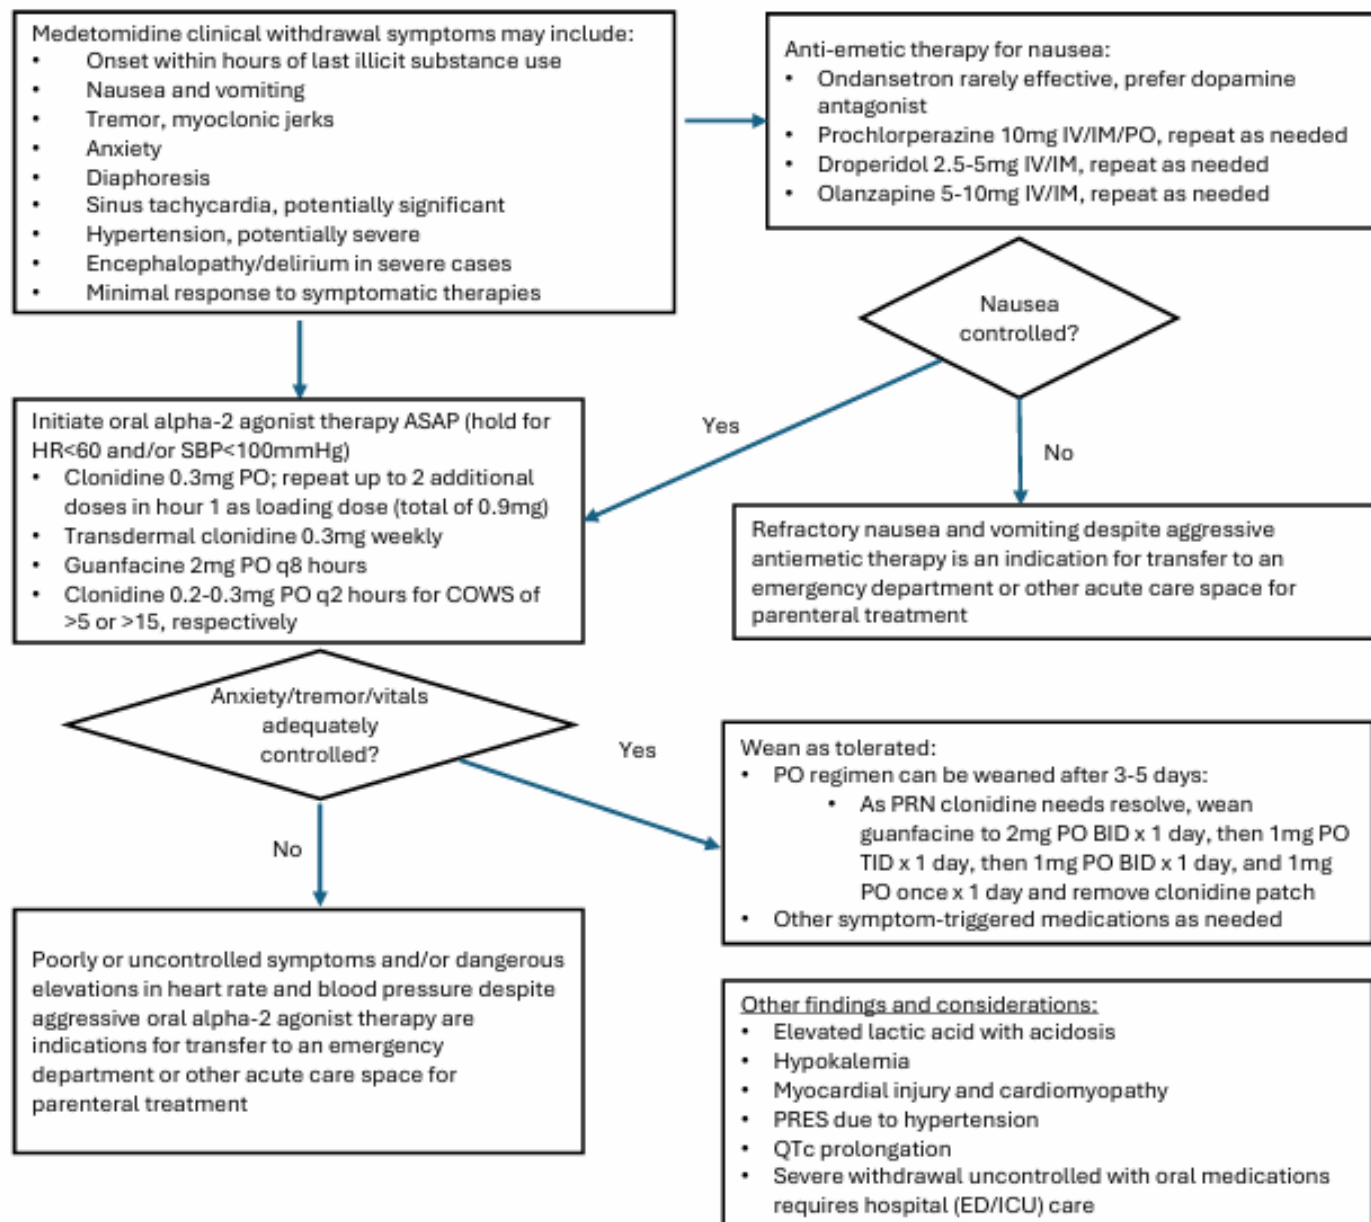 Medetomidine clinical withdrawal symptoms may include:
• Onset within hours of last illicit substance use
• Nausea and vomiting
• Tremor, myoclonic jerks
• Anxiety
• Diaphoresis
• Sinus tachycardia, potentially significant
• Hypertension, potentially severe
• Encephalopathy/delirium in severe cases
• Minimal response to symptomatic therapies
Anti-emetic therapy for nausea:
• Ondansetron rarely effective, prefer dopamine
antagonist
• Prochlorperazine 10mg IV/IM/PO, repeat as needed
• Droperidol 2.5-5mg IV/IM, repeat as needed
• Olanzapine 5-10mg IV/IM, repeat as needed
Nausea
controlled?
Yes
No
Initiate oral alpha-2 agonist therapy ASAP (hold for
HR<60 and/or SBP<100mmHg)
• Clonidine 0.3mg PO; repeat up to 2 additional
doses in hour 1 as loading dose (total of 0.9mg)
• Transdermal clonidine 0.3mg weekly
• Guanfacine 2mg PO q8 hours
• Clonidine 0.2-0.3mg PO q2 hours for COWS of
>5 or >15, respectively
Refractory nausea and vomiting despite aggressive
antiemetic therapy is an indication for transfer to an
emergency department or other acute care space for
parenteral treatment
Anxiety/tremor/vitals
adequately
controlled?
Yes
No
Wean as tolerated:
• PO regimen can be weaned after 3-5 days:
• As PRN clonidine needs resolve, wean
guanfacine to 2mg PO BID x 1 day, then 1mg PO
TID x 1 day, then 1mg PO BID x 1 day, and 1mg
PO once x 1 day and remove clonidine patch
• Other symptom-triggered medications as needed
Poorly or uncontrolled symptoms and/or dangerous
elevations in heart rate and blood pressure despite
aggressive oral alpha-2 agonist therapy are
indications for transfer to an emergency
department or other acute care space for
parenteral treatment
Other findings and considerations:
• Elevated lactic acid with acidosis
• Hypokalemia
• Myocardial injury and cardiomyopathy
• PRES due to hypertension
• QTc prolongation
• Severe withdrawal uncontrolled with oral medications
requires hospital (ED/ICU) care